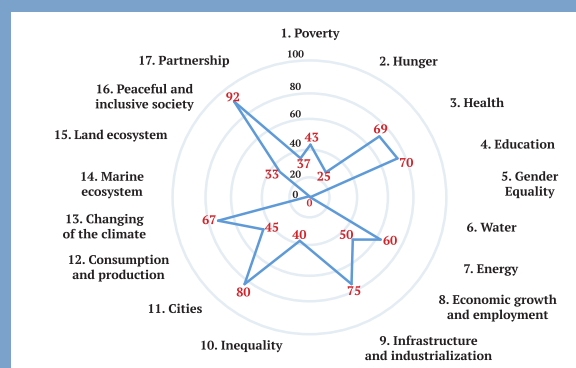 1. Poverty
100
17. Partnership
2. Hunger
80
16. Peaceful and
inclusive society
92
3. Health
60
15. Land ecosystem
69
40
43
4. Education
37
70
33
20
25
14. Marine
ecosystem
5. Gender
Equality
0
0
13. Changing
of the climate
67
6. Water
45
40
50
60
12. Consumption
and production
7. Energy
80
75
11. Cities
8. Economic growth
and employment
10. Inequality
9. Infrastructure
and industrialization